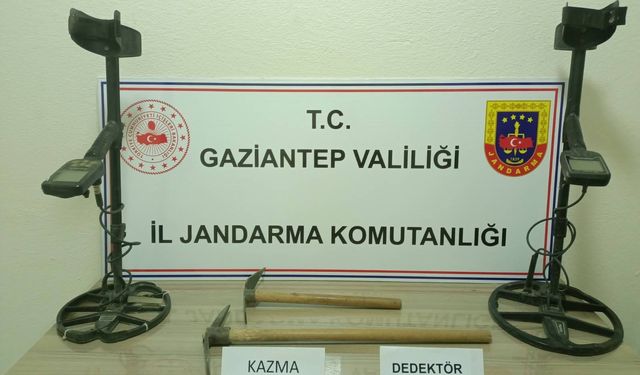 T.C.
GAZİANTEP VALİLİĞİ
İL JANDARMA KOMUTANLIĞI
JANDARMA
KAZMA
DEDEKTÖR